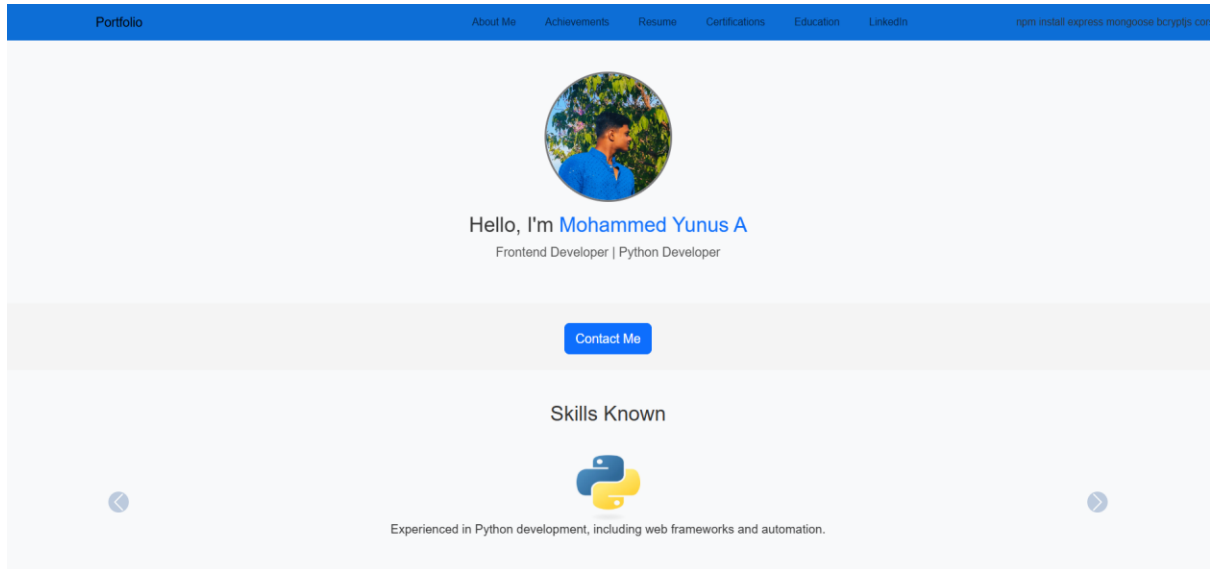 Portfolio About Me Achievements Resume Certifications Education LinkedIn npm install express mongoose bcryptjs cor
Hello, I'm Mohammed Yunus A
Frontend Developer | Python Developer
Contact Me
Skills Known
Experienced in Python development, including web frameworks and automation.